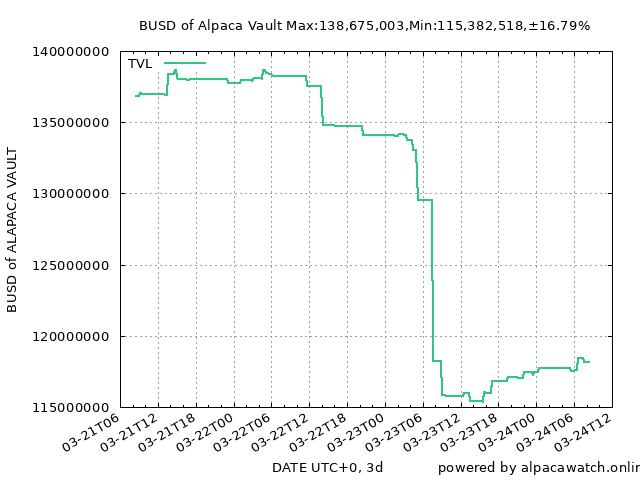 BUSD of Alpaca Vault Max:138,675,003,Min:115,382,518,±16.79%
TVL
140000000
135000000
130000000
125000000
120000000
115000000
BUSD of ALAPACA VAULT
03-21T06
03-21T12
03-21T18
03-22T00
03-22T06
03-22T12
03-22T18
03-23T00
03-23T06
03-23T12
03-23T18
03-24T00
03-24T06
03-24T12
DATE UTC+0, 3d
powered by alpacawatch.onlin